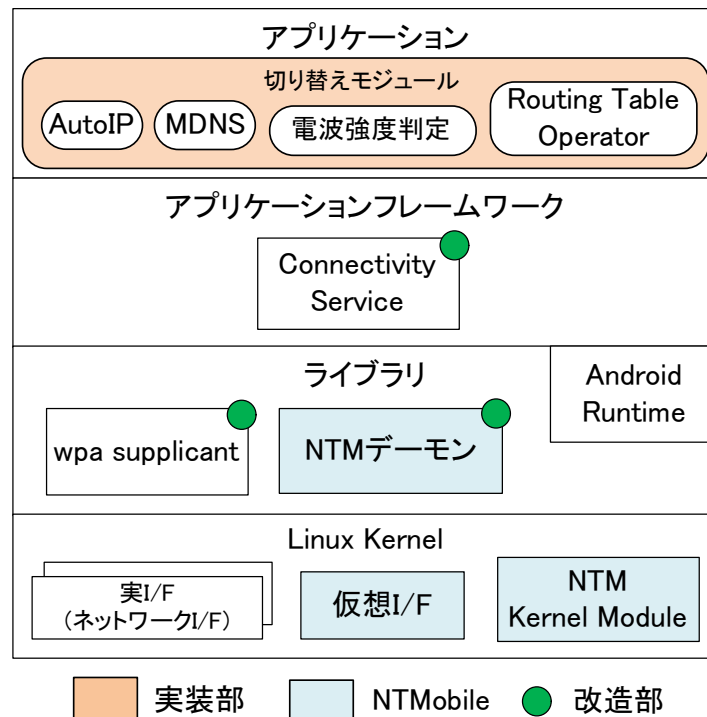 アプリケーション
切り替えモジュール
AutoIP
MDNS
電波強度判定
Routing Table
Operator
アプリケーションフレームワーク
Connectivity
Service
ライブラリ
Android
Runtime
wpa supplicant
NTMデーモン
Linux Kernel
実I/F
(ネットワークI/F)
仮想I/F
NTM
Kernel Module
実装部
NTMobile
改造部